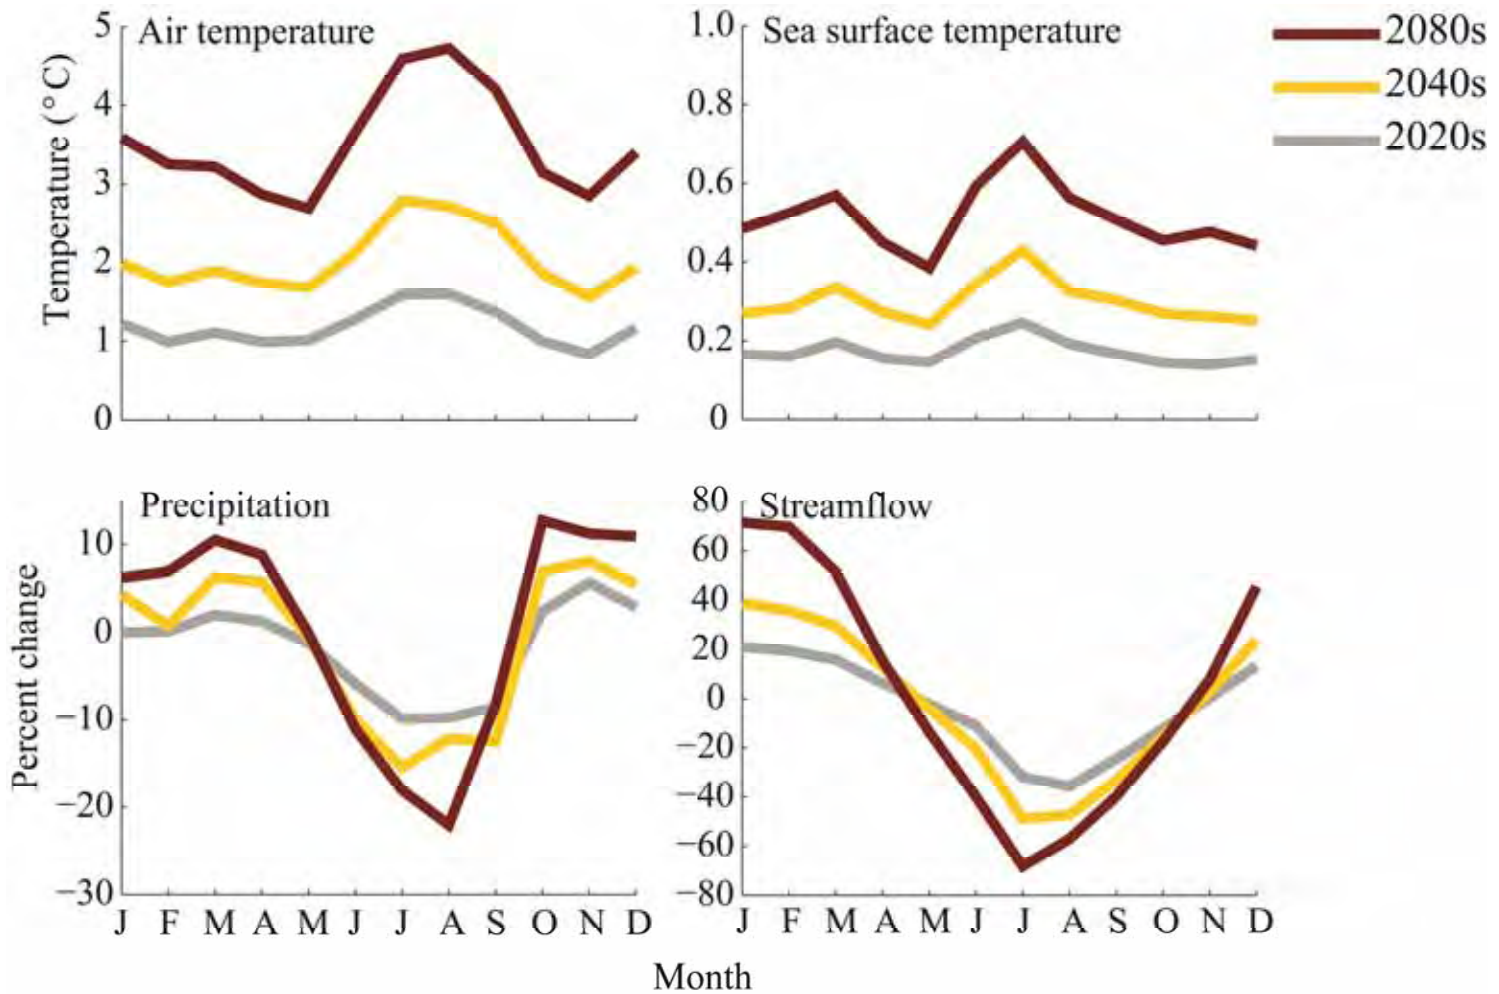 Air temperature
Temperature (° C)
5
4
3
2
1
0
Sea surface temperature
1.0
0.8
0.6
0.4
0.2
0
2080s
2040s
2020s
Precipitation
Percent change
10
0
−10
−20
−30
J F M A M J J A S O N D
Streamflow
80
60
40
20
0
−20
−40
−60
−80
J F M A M J J A S O N D
Month